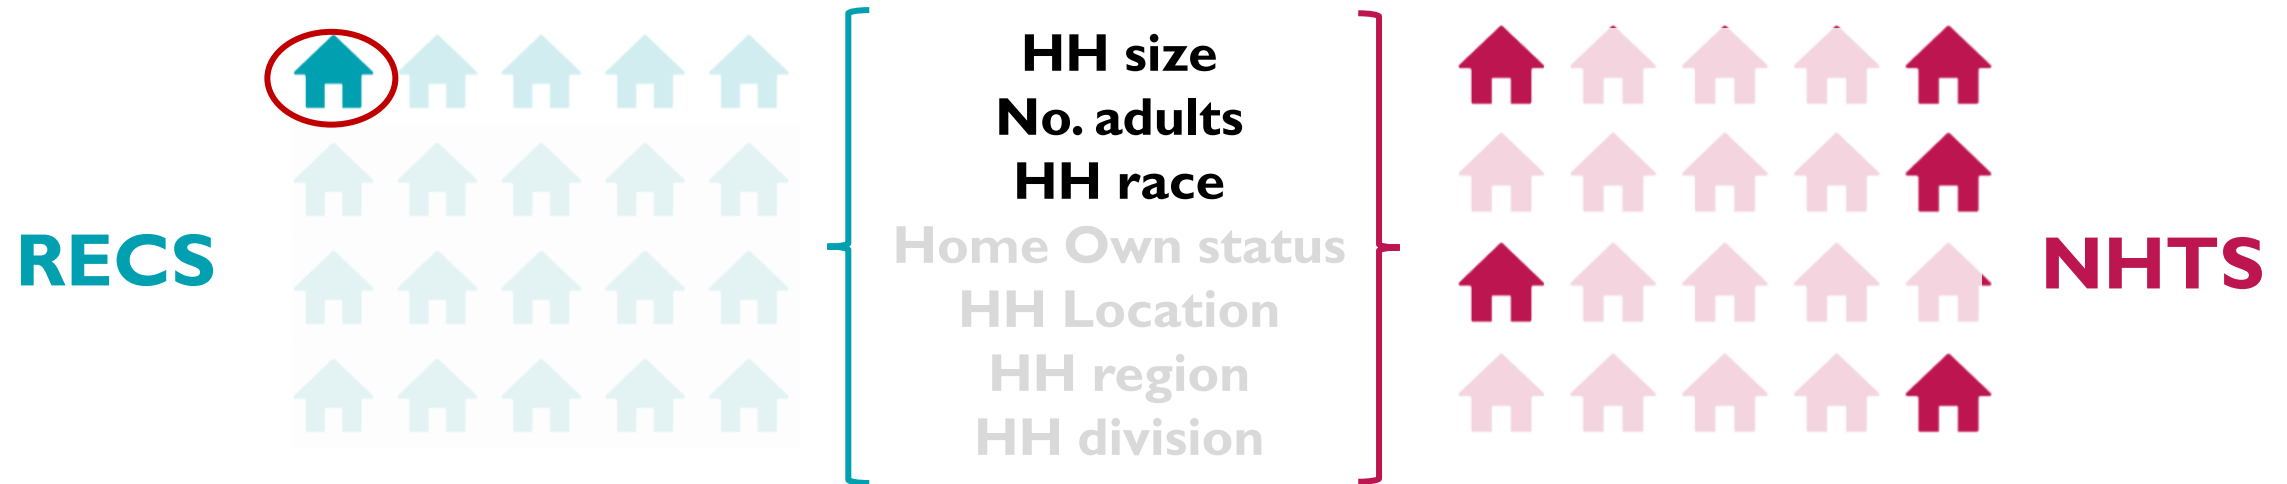 RECS
HH size
No. adults
HH race
Home Own status
HH Location
HH region
HH division
NHTS